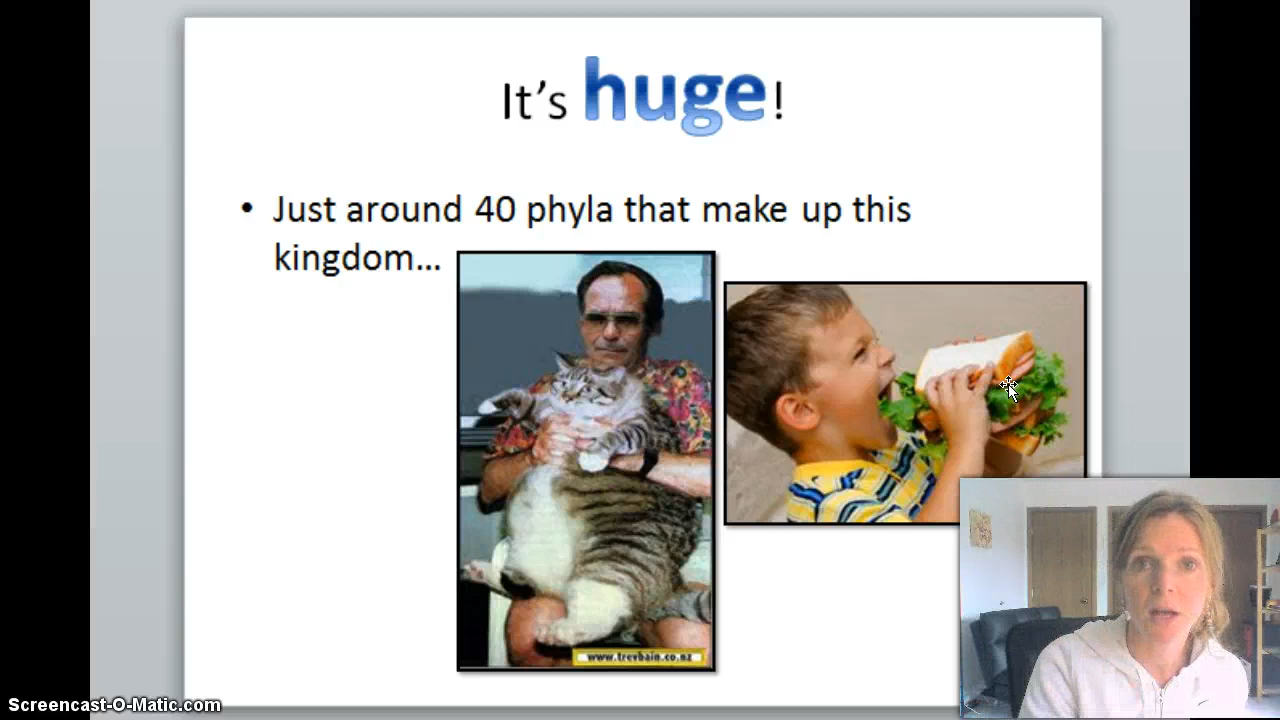 It's huge!
• Just around 40 phyla that make up this
kingdom...
www.trevbain.co.nz
Screencast-O-Matic.com